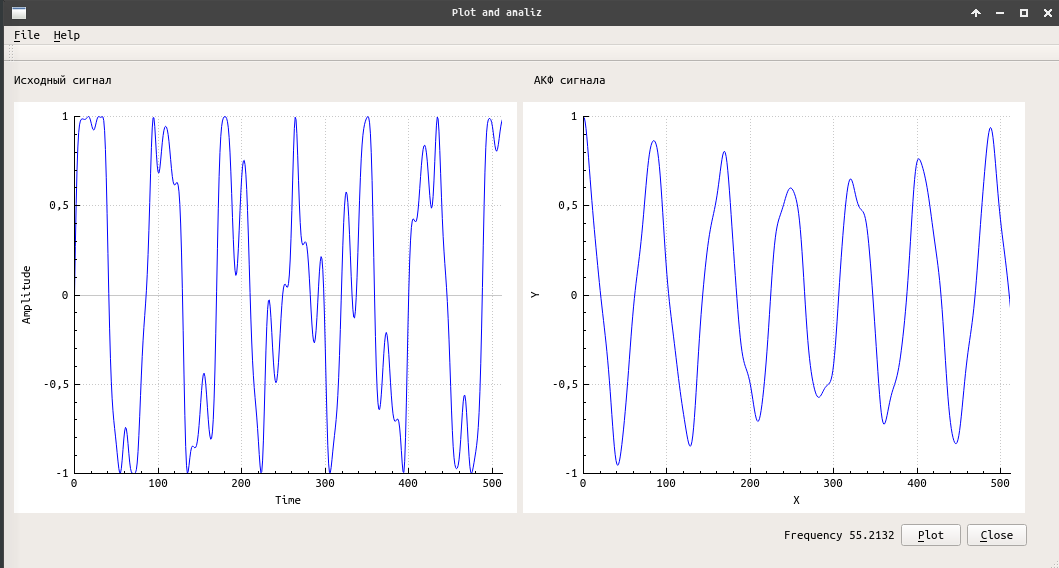 Plot and analiz
File Help
Исходный сигнал
АКФ сигнала
1
0,5
0
-0,5
-1
0 100 200 300 400 500
Amplitude
Time
1
0,5
0
-0,5
-1
0 100 200 300 400 500
Y
X
Frequency 55.2132
Plot
Close